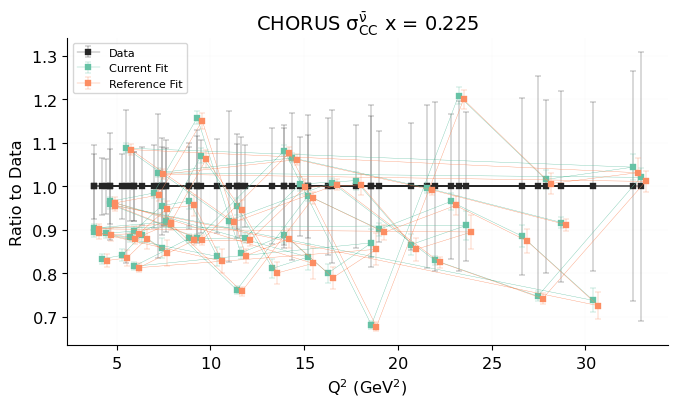 CHORUS σ^ν̄_CC x = 0.225
Data
Current Fit
Reference Fit
Ratio to Data
1.3
1.2
1.1
1.0
0.9
0.8
0.7
5 10 15 20 25 30
Q² (GeV²)